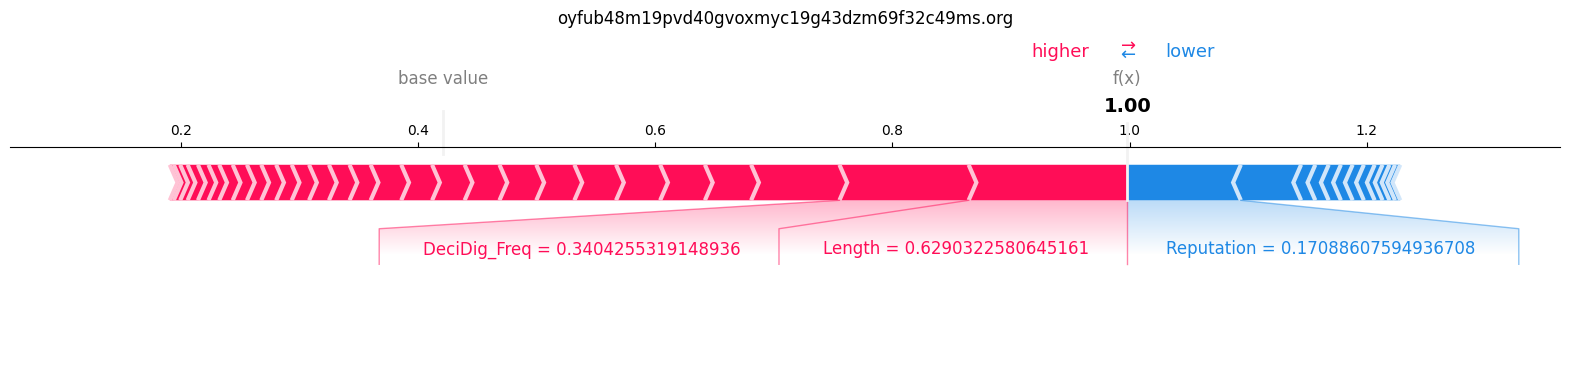 oyfub48m19pvd40gvoxmyc19g43dzm69f32c49ms.org
higher → ← lower
base value f(x)
1.00
0.2 0.4 0.6 0.8 1.0 1.2
DeciDig_Freq = 0.3404255319148936 Length = 0.6290322580645161 Reputation = 0.17088607594936708